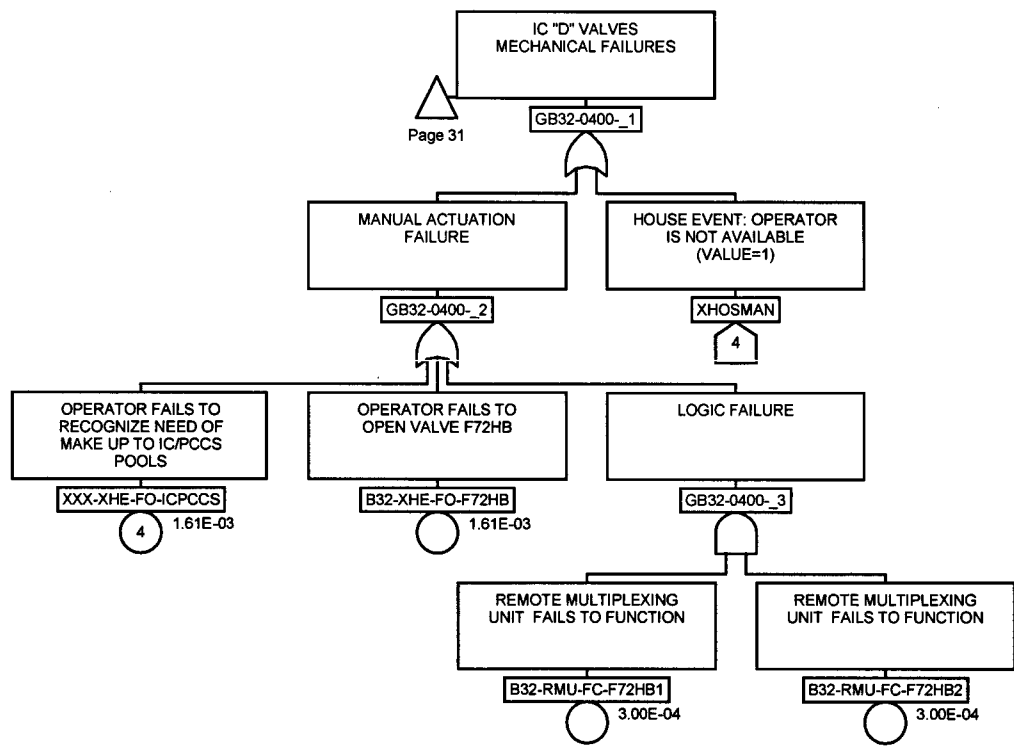 IC "D" VALVES
MECHANICAL FAILURES
Page 31
GB32-0400-_1
MANUAL ACTUATION
FAILURE
GB32-0400-_2
HOUSE EVENT: OPERATOR
IS NOT AVAILABLE
(VALUE=1)
XHOSMAN
4
OPERATOR FAILS TO
RECOGNIZE NEED OF
MAKE UP TO IC/PCCS
POOLS
XXX-XHE-FO-ICPCCS
4
1.61E-03
OPERATOR FAILS TO
OPEN VALVE F72HB
B32-XHE-FO-F72HB
1.61E-03
LOGIC FAILURE
GB32-0400-_3
REMOTE MULTIPLEXING
UNIT FAILS TO FUNCTION
B32-RMU-FC-F72HB1
3.00E-04
REMOTE MULTIPLEXING
UNIT FAILS TO FUNCTION
B32-RMU-FC-F72HB2
3.00E-04